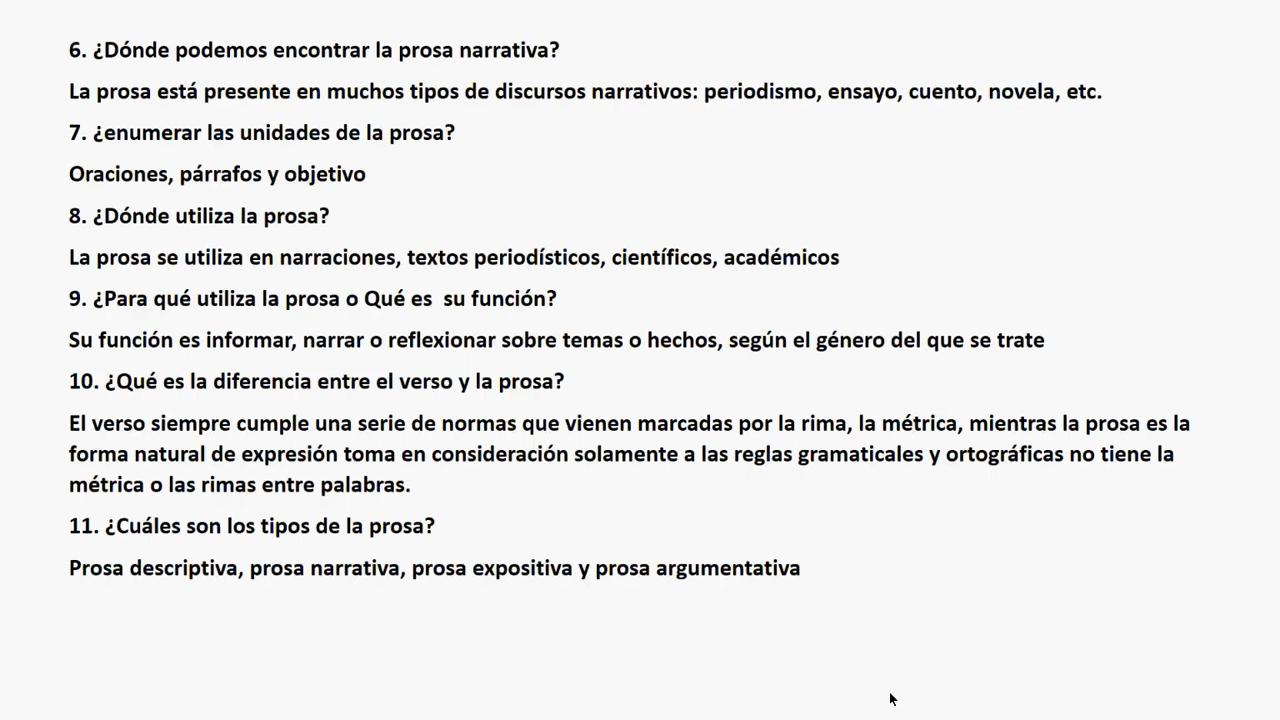 6. ¿Dónde podemos encontrar la prosa narrativa?
La prosa está presente en muchos tipos de discursos narrativos: periodismo, ensayo, cuento, novela, etc.
7. ¿enumerar las unidades de la prosa?
Oraciones, párrafos y objetivo
8. ¿Dónde utiliza la prosa?
La prosa se utiliza en narraciones, textos periodísticos, científicos, académicos
9. ¿Para qué utiliza la prosa o Qué es  su función?
Su función es informar, narrar o reflexionar sobre temas o hechos, según el género del que se trate
10. ¿Qué es la diferencia entre el verso y la prosa?
El verso siempre cumple una serie de normas que vienen marcadas por la rima, la métrica, mientras la prosa es la
forma natural de expresión toma en consideración solamente a las reglas gramaticales y ortográficas no tiene la
métrica o las rimas entre palabras.
11. ¿Cuáles son los tipos de la prosa?
Prosa descriptiva, prosa narrativa, prosa expositiva y prosa argumentativa